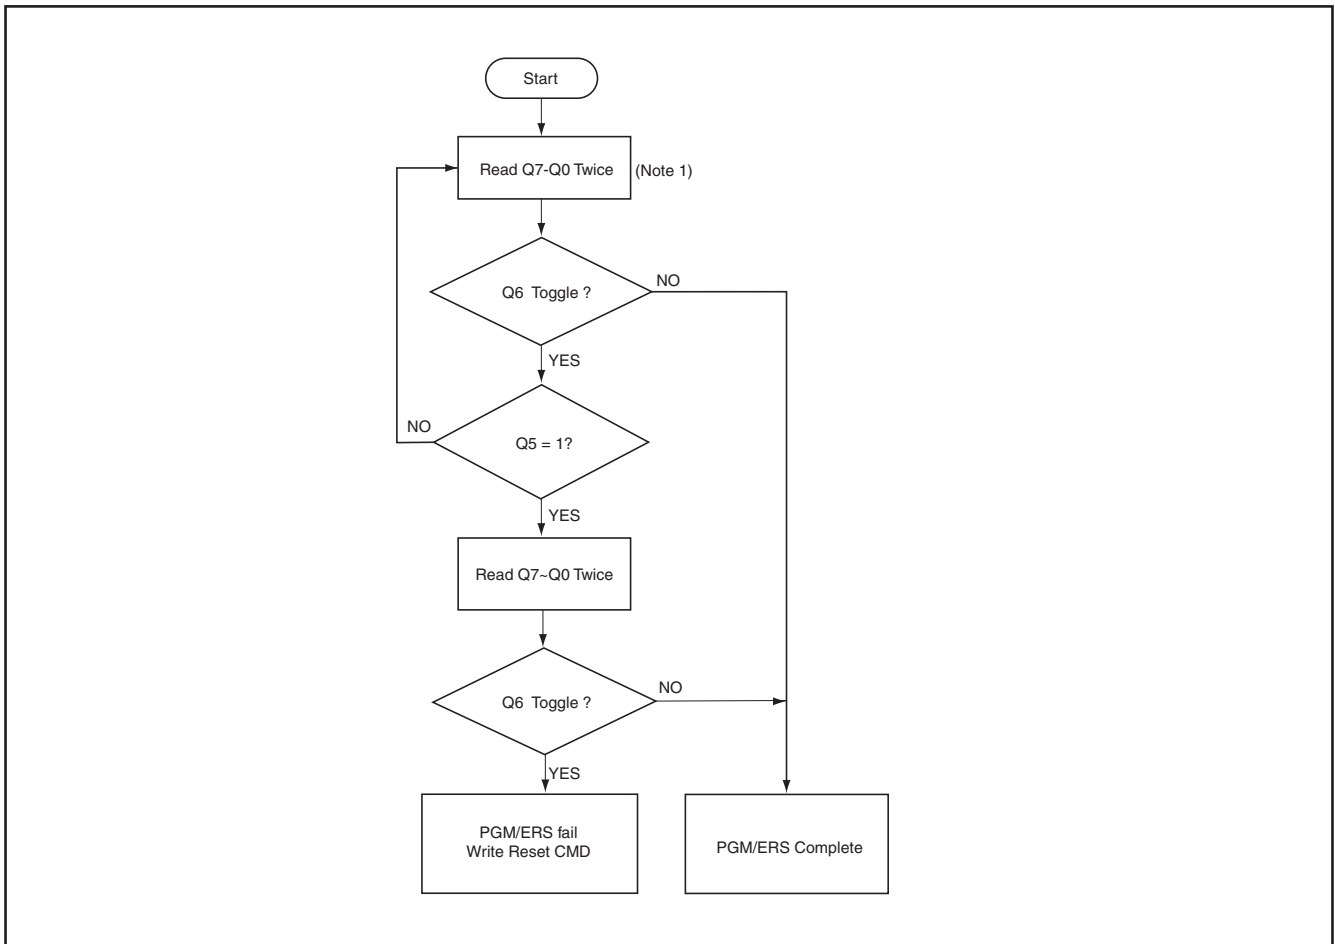 Start
Read Q7-Q0 Twice
(Note 1)
Q6 Toggle ?
NO
YES
NO
Q5 = 1?
YES
Read Q7~Q0 Twice
Q6 Toggle ?
NO
YES
PGM/ERS fail
Write Reset CMD
PGM/ERS Complete